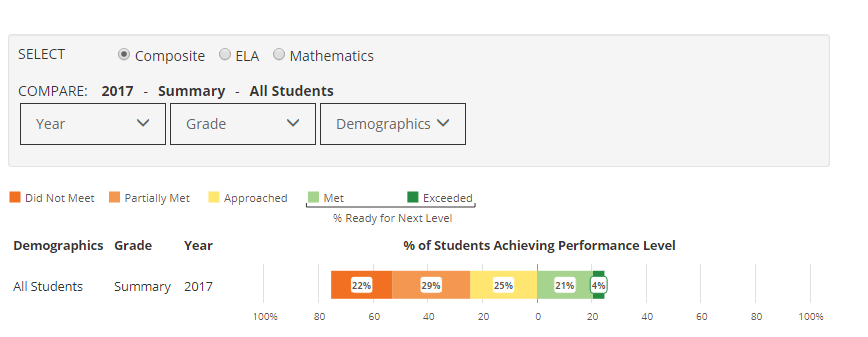 SELECT Composite ELA Mathematics
COMPARE: 2017 - Summary - All Students
Year Grade Demographics
Did Not Meet Partially Met Approached Met Exceeded
% Ready for Next Level
Demographics Grade Year % of Students Achieving Performance Level
All Students Summary 2017 22% 29% 25% 21% 4%
100% 80 60 40 20 0 20 40 60 80 100%